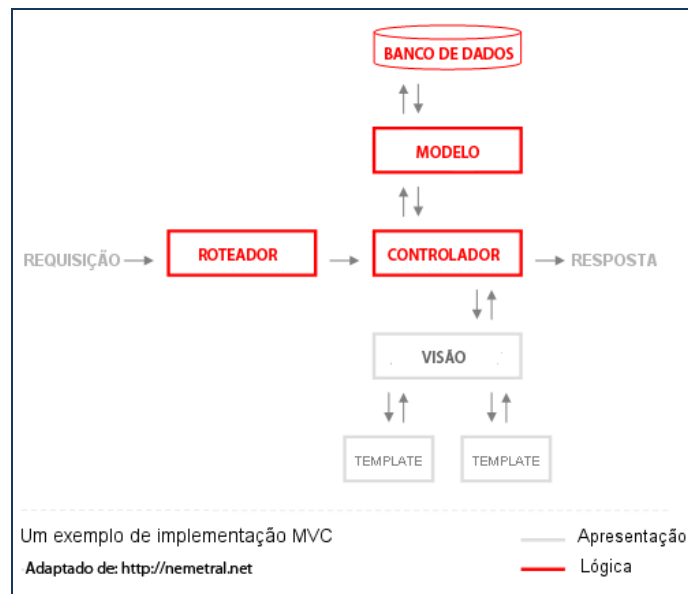 BANCO DE DADOS
MODELO
REQUISIÇÃO
ROTEADOR
CONTROLADOR
RESPOSTA
VISÃO
TEMPLATE
TEMPLATE
Um exemplo de implementação MVC
Adaptado de: http://nemetral.net
Apresentação
Lógica